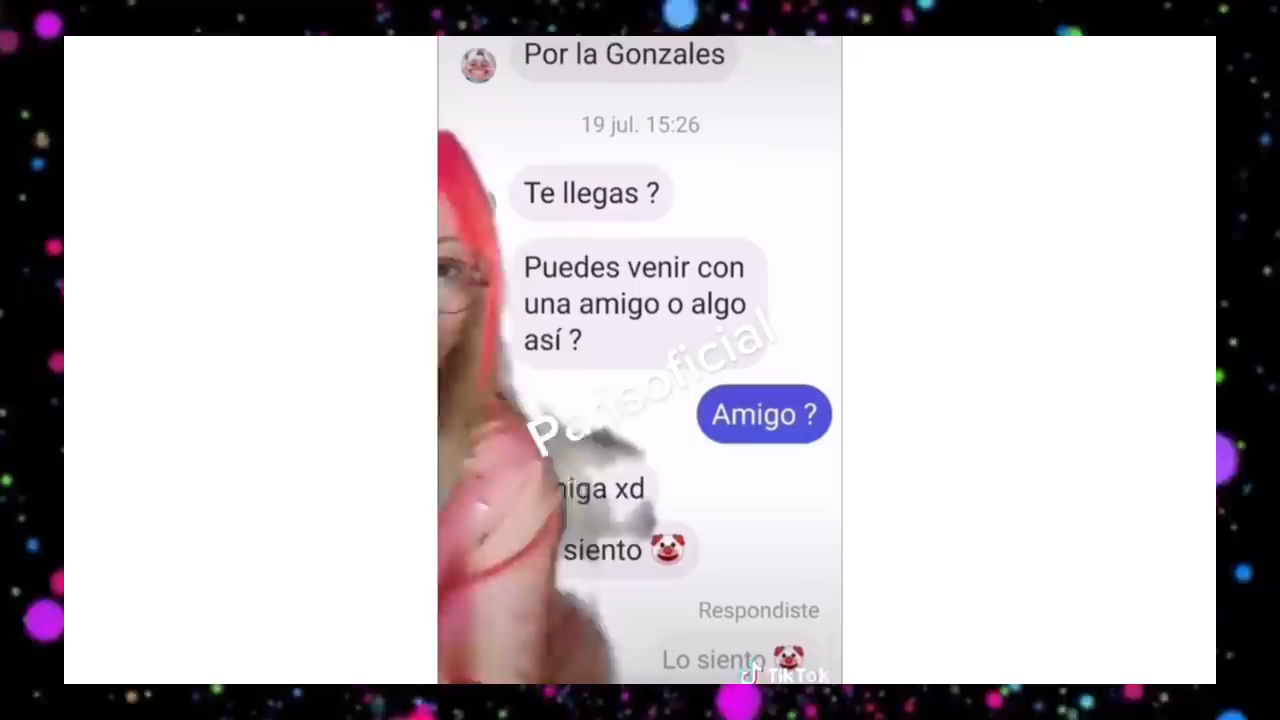 Por la Gonzales
19 jul. 15:26
Te llegas ?
Puedes venir con
una amigo o algo
así ?
Amigo ?
xd
siento 🤡
Respondiste
Lo siento 🤡
TikTok